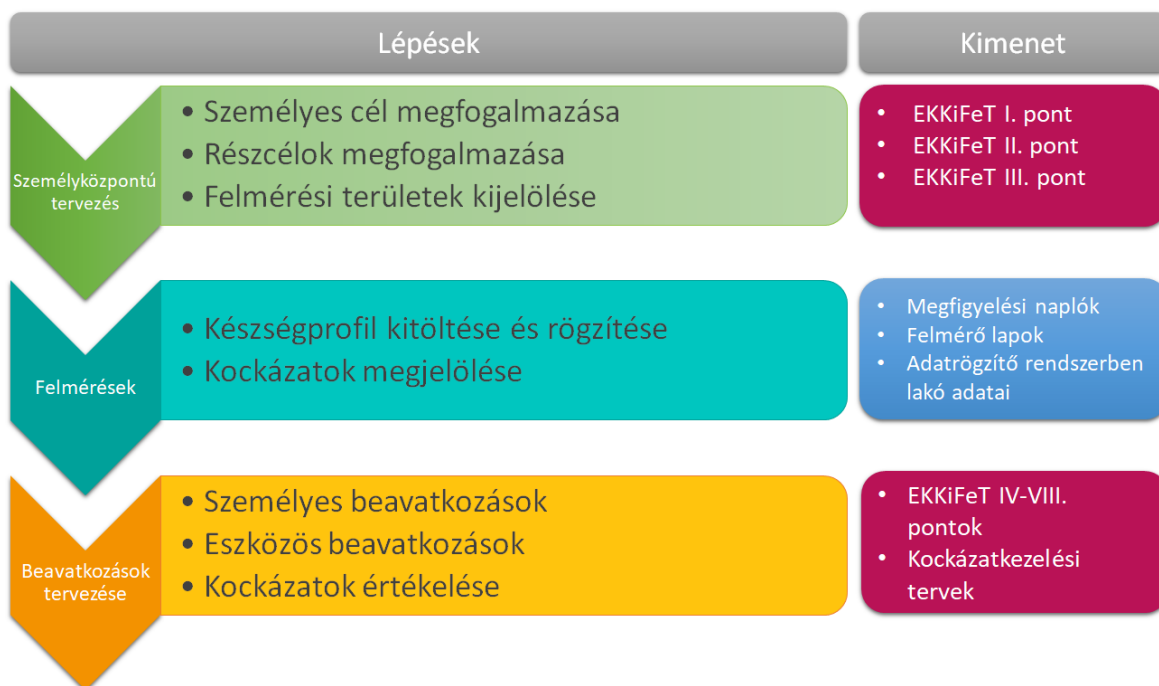 Lépések
Kimenet
Személyközpontú
tervezés
• Személyes cél megfogalmazása
• Részcélok megfogalmazása
• Felmérési területek kijelölése
• EKKiFeT I. pont
• EKKiFeT II. pont
• EKKiFeT III. pont
Felmérések
• Készségprofil kitöltése és rögzítése
• Kockázatok megjelölése
• Megfigyelési naplók
• Felmérő lapok
• Adatrögzítő rendszerben
lakó adatai
Beavatkozások
tervezése
• Személyes beavatkozások
• Eszközös beavatkozások
• Kockázatok értékelése
• EKKiFeT IV-VIII.
pontok
• Kockázatkezelési
tervek